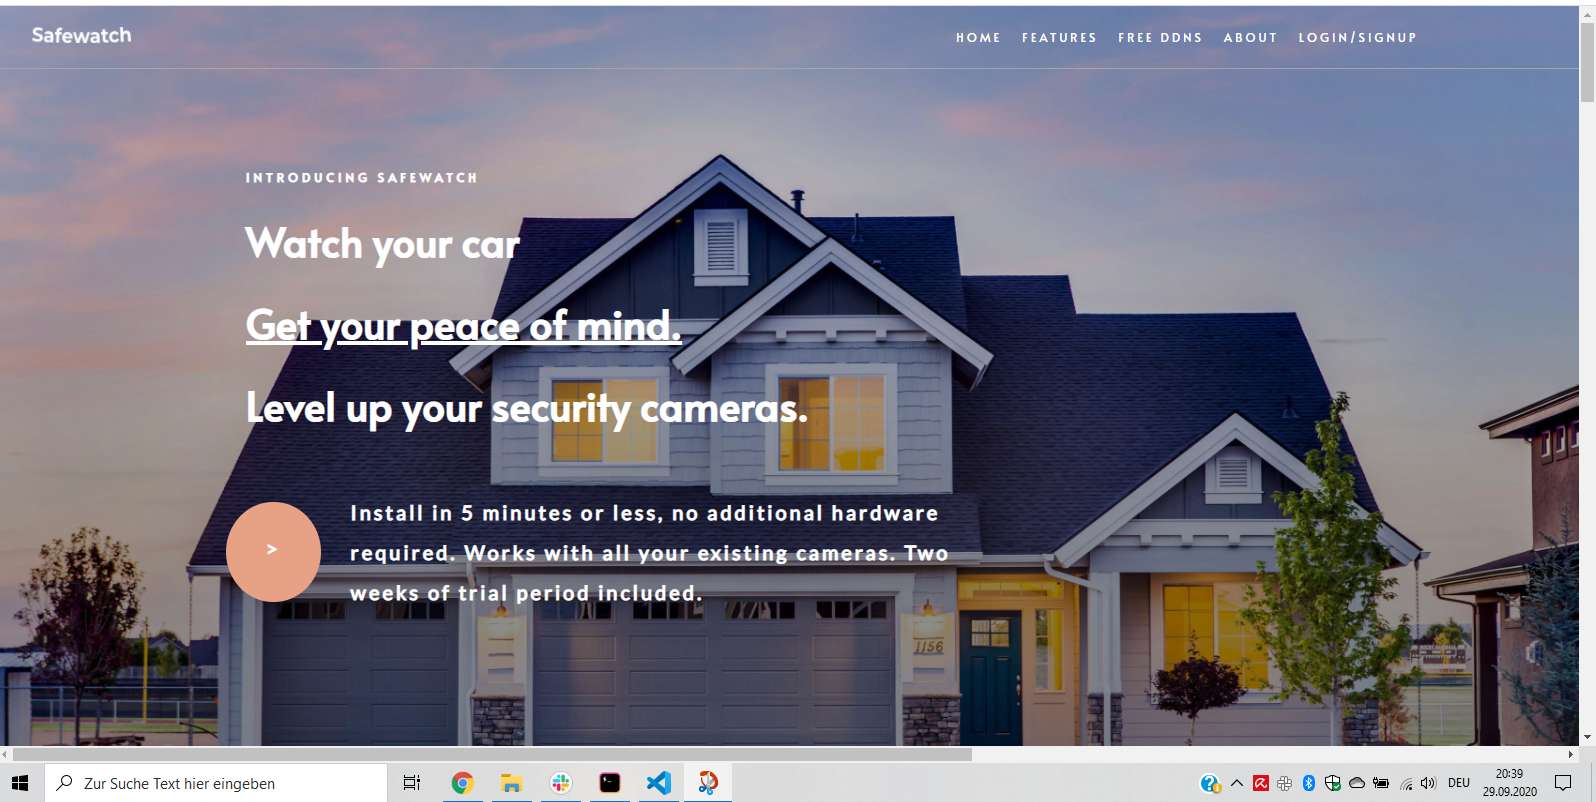 Safewatch
HOME FEATURES FREE DDNS ABOUT LOGIN/SIGNUP
INTRODUCING SAFEWATCH
Watch your car
Get your peace of mind.
Level up your security cameras.
>
Install in 5 minutes or less, no additional hardware
required. Works with all your existing cameras. Two
weeks of trial period included.
1156
Zur Suche Text hier eingeben
DEU
20:39
29.09.2020